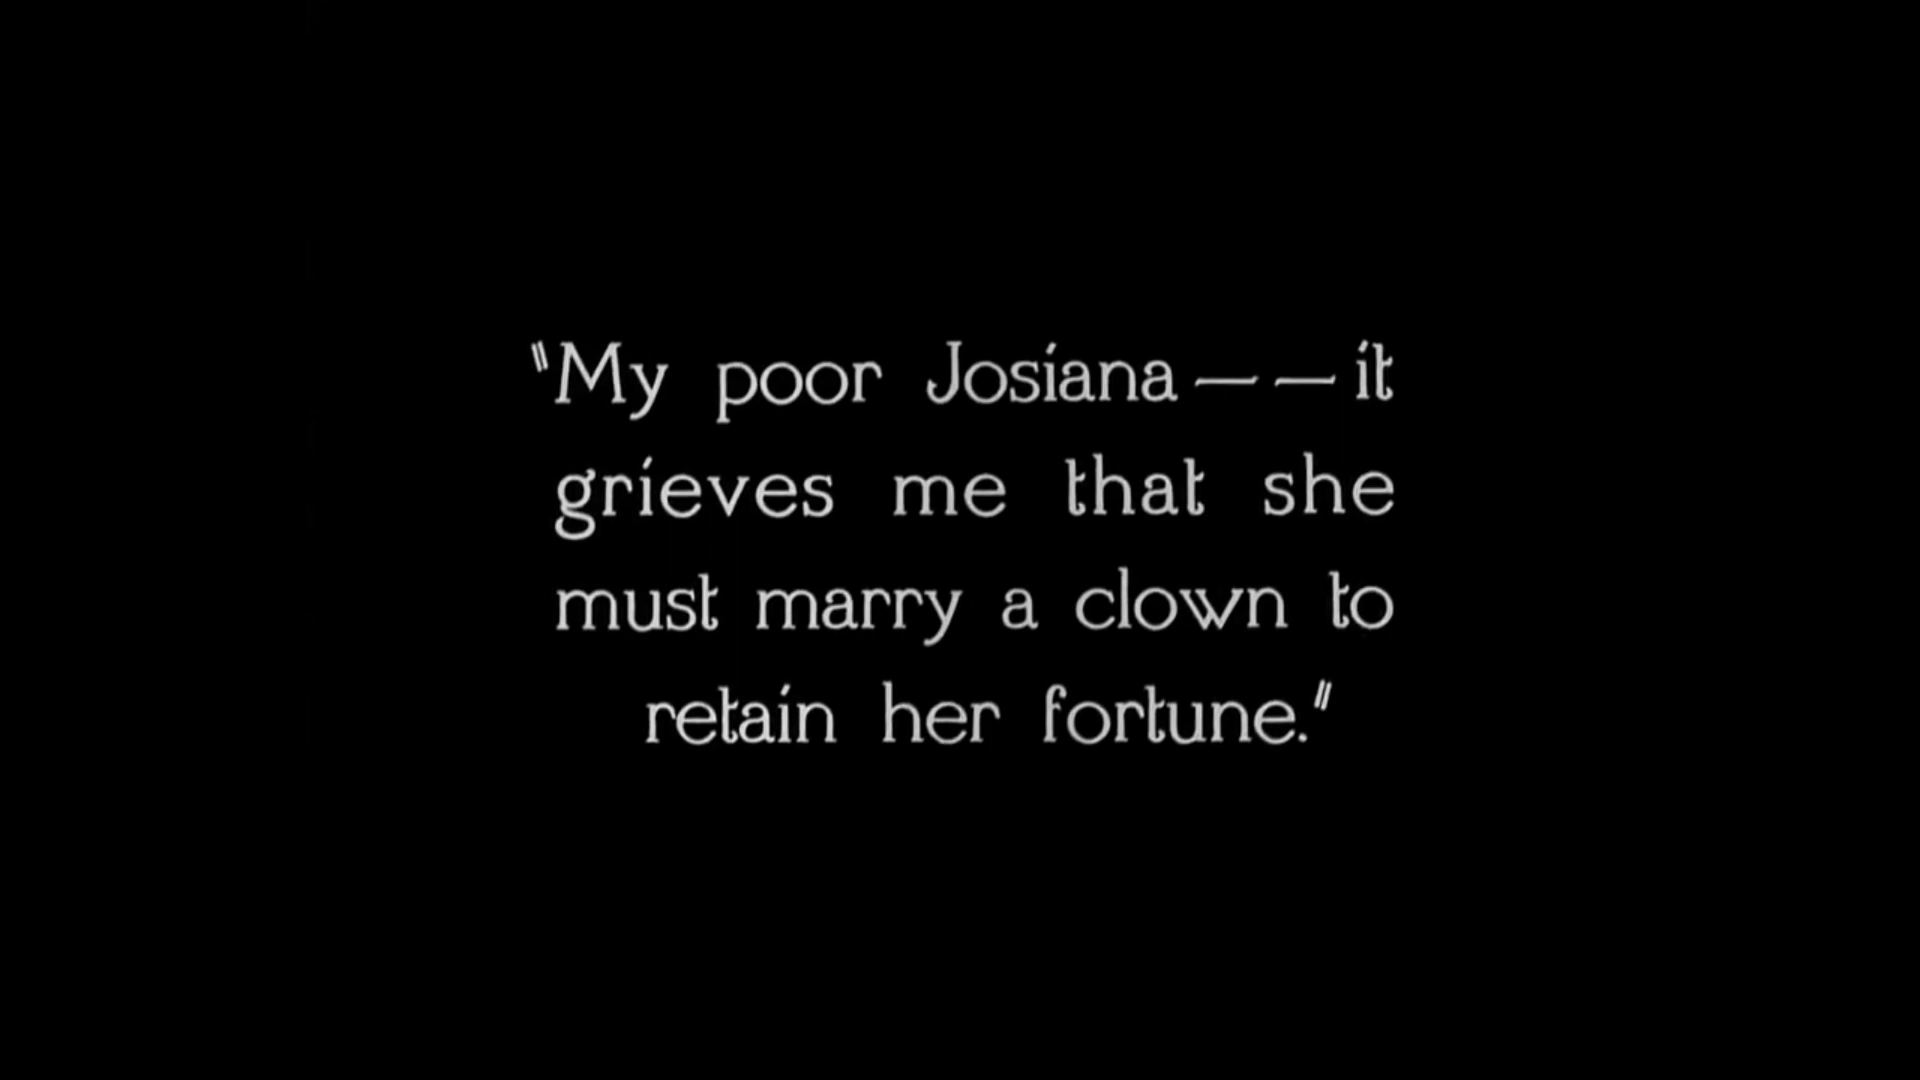 "My poor Josiana — — it
grieves me that she
must marry a clown to
retain her fortune."